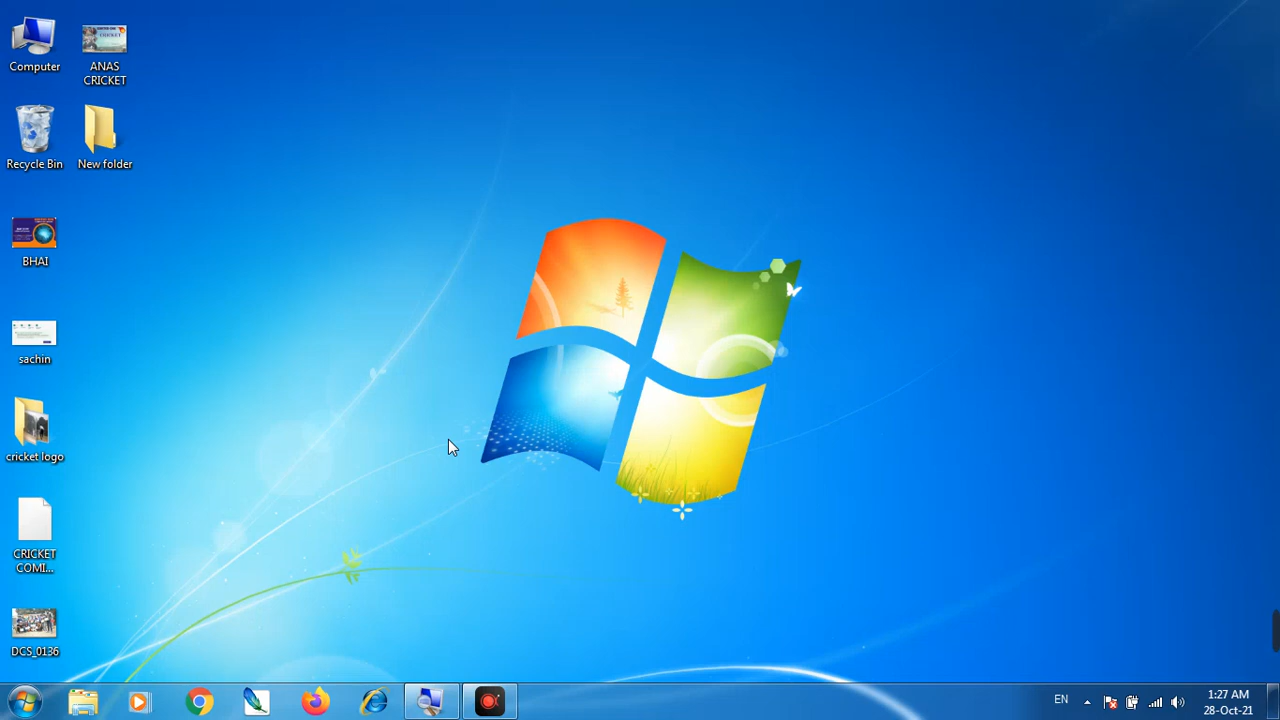 Computer
ANAS
CRICKET
Recycle Bin
New folder
BHAI
sachin
cricket logo
CRICKET
COMI...
DCS_0136
EN
1:27 AM
28-Oct-21